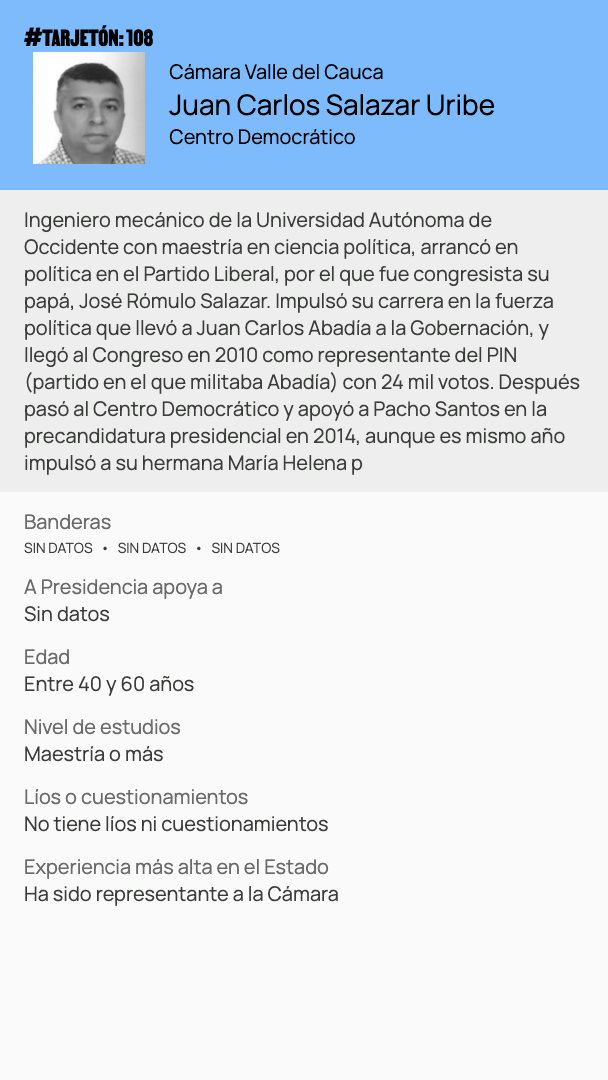 #TARJETÓN: 108
Cámara Valle del Cauca
Juan Carlos Salazar Uribe
Centro Democrático
Ingeniero mecánico de la Universidad Autónoma de
Occidente con maestría en ciencia política, arrancó en
política en el Partido Liberal, por el que fue congresista su
papá, José Rómulo Salazar. Impulsó su carrera en la fuerza
política que llevó a Juan Carlos Abadía a la Gobernación, y
llegó al Congreso en 2010 como representante del PIN
(partido en el que militaba Abadía) con 24 mil votos. Después
pasó al Centro Democrático y apoyó a Pacho Santos en la
precandidatura presidencial en 2014, aunque es mismo año
impulsó a su hermana María Helena p
Banderas
SIN DATOS • SIN DATOS • SIN DATOS
A Presidencia apoya a
Sin datos
Edad
Entre 40 y 60 años
Nivel de estudios
Maestría o más
Líos o cuestionamientos
No tiene líos ni cuestionamientos
Experiencia más alta en el Estado
Ha sido representante a la Cámara